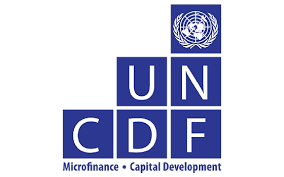 UN
CDF
Microfinance • Capital Development